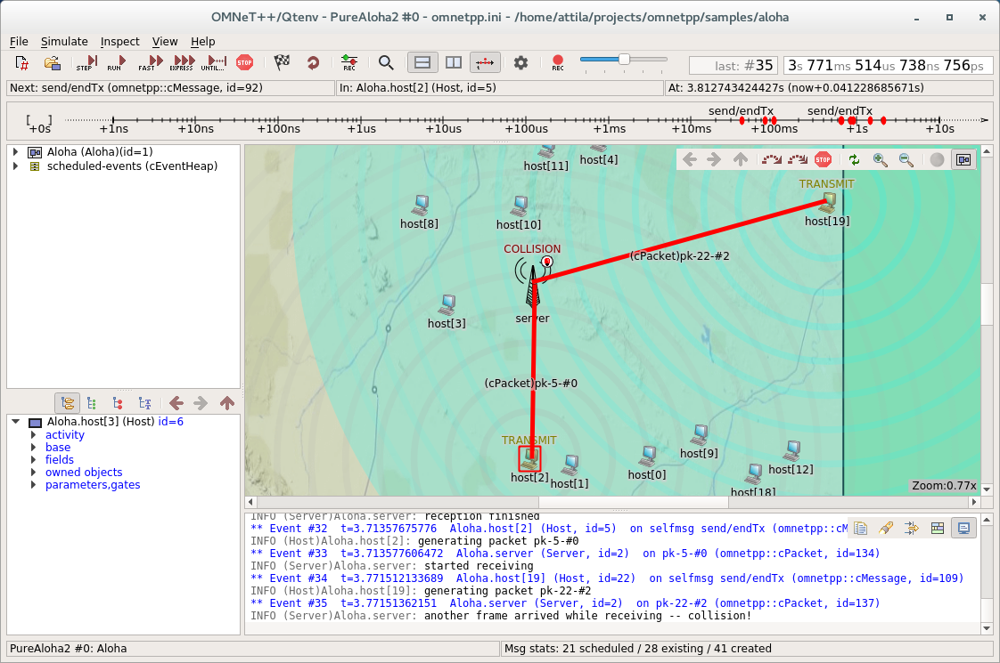 OMNeT++/Qtenv - PureAloha2 #0 - omnetpp.ini - /home/attila/projects/omnetpp/samples/aloha
File Simulate Inspect View Help
STEP RUN FAST EXPRESS UNTIL... STOP REC REC last: #35 3s 771ms 514us 738ns 756ps
Next: send/endTx (omnetpp::cMessage, id=92) In: Aloha.host[2] (Host, id=5) At: 3.812743424427s (now+0.041228685671s)
send/endTx send/endTx
+0s +1ns +10ns +100ns +1us +10us +100us +1ms +10ms +100ms +1s +10s
Aloha (Aloha)(id=1)
scheduled-events (cEventHeap)
Aloha.host[3] (Host) id=6
activity
base
fields
owned objects
parameters,gates
STOP
host[11] host[4]
TRANSMIT
host[19]
host[8] host[10]
COLLISION
(cPacket)pk-22-#2
server
host[3]
(cPacket)pk-5-#0
TRANSMIT
host[2] host[1] host[0] host[9] host[12]
host[18]
Zoom:0.77x
INFO (Server)Aloha.server: reception finished
** Event #32 t=3.71357675776 Aloha.host[2] (Host, id=5) on selfmsg send/endTx (omnetpp::cM
INFO (Host)Aloha.host[2]: generating packet pk-5-#0
** Event #33 t=3.713577606472 Aloha.server (Server, id=2) on pk-5-#0 (omnetpp::cPacket, id=134)
INFO (Server)Aloha.server: started receiving
** Event #34 t=3.771512133689 Aloha.host[19] (Host, id=22) on selfmsg send/endTx (omnetpp::cMessage, id=109)
INFO (Host)Aloha.host[19]: generating packet pk-22-#2
** Event #35 t=3.77151362151 Aloha.server (Server, id=2) on pk-22-#2 (omnetpp::cPacket, id=137)
INFO (Server)Aloha.server: another frame arrived while receiving -- collision!
PureAloha2 #0: Aloha Msg stats: 21 scheduled / 28 existing / 41 created